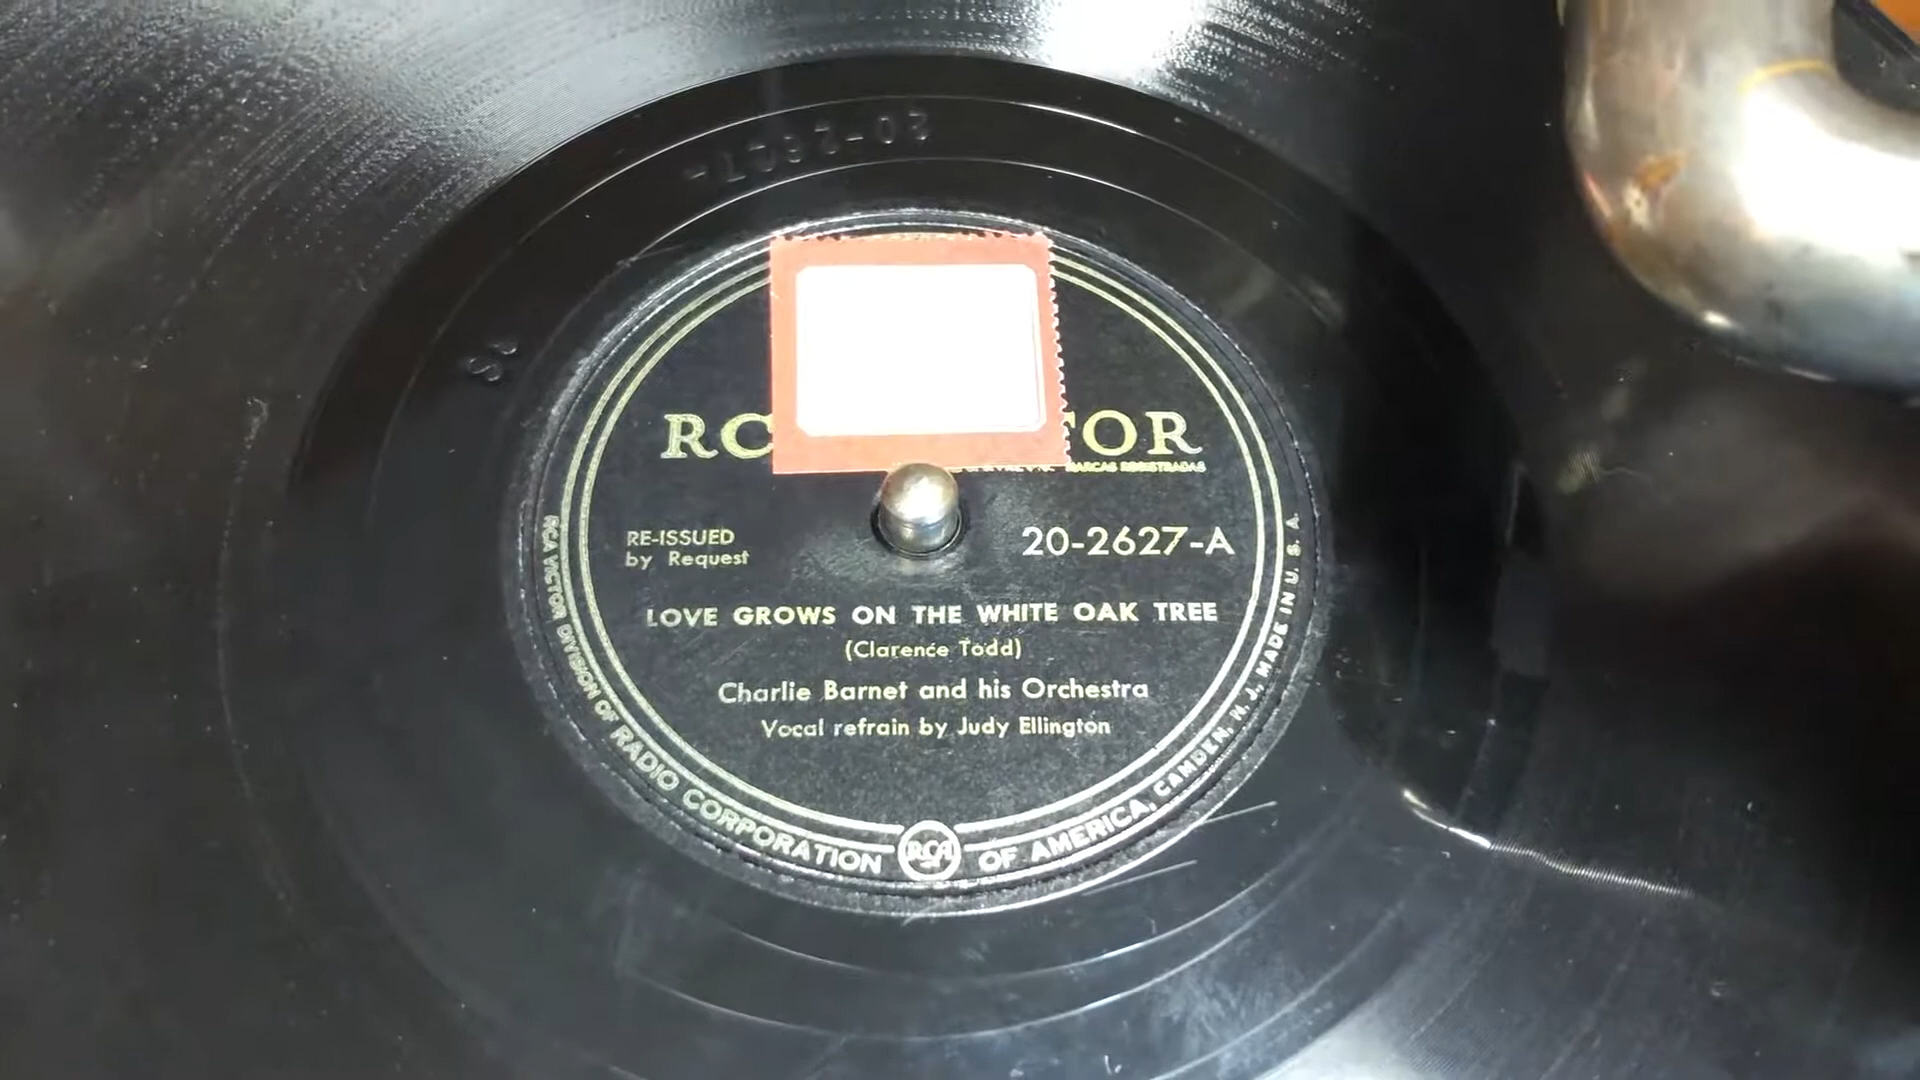 RC TOR
MARCAS REGISTRADAS
RE-ISSUED
by Request
20-2627-A
LOVE GROWS ON THE WHITE OAK TREE
(Clarence Todd)
Charlie Barnet and his Orchestra
Vocal refrain by Judy Ellington
RCA VICTOR DIVISION OF RADIO CORPORATION OF AMERICA, CAMDEN, N. J., MADE IN U. S. A.
RCA